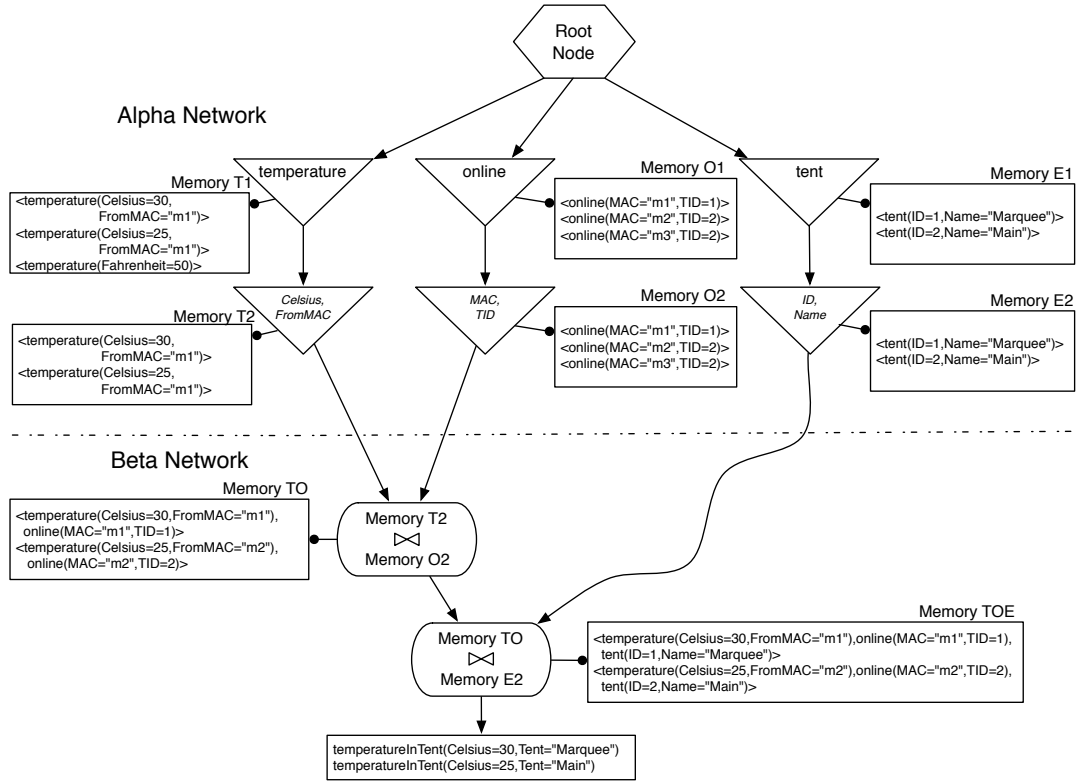 Root
Node
Alpha Network
temperature
online
tent
Memory T1
<temperature(Celsius=30,
FromMAC="m1")>
<temperature(Celsius=25,
FromMAC="m1")>
<temperature(Fahrenheit=50)>
Memory O1
<online(MAC="m1",TID=1)>
<online(MAC="m2",TID=2)>
<online(MAC="m3",TID=2)>
Memory E1
<tent(ID=1,Name="Marquee")>
<tent(ID=2,Name="Main")>
Celsius,
FromMAC
MAC,
TID
ID,
Name
Memory T2
<temperature(Celsius=30,
FromMAC="m1")>
<temperature(Celsius=25,
FromMAC="m1")>
Memory O2
<online(MAC="m1",TID=1)>
<online(MAC="m2",TID=2)>
<online(MAC="m3",TID=2)>
Memory E2
<tent(ID=1,Name="Marquee")>
<tent(ID=2,Name="Main")>
Beta Network
Memory TO
<temperature(Celsius=30,FromMAC="m1"),
online(MAC="m1",TID=1)>
<temperature(Celsius=25,FromMAC="m2"),
online(MAC="m2",TID=2)>
Memory T2
⋈
Memory O2
Memory TO
⋈
Memory E2
Memory TOE
<temperature(Celsius=30,FromMAC="m1"),online(MAC="m1",TID=1),
tent(ID=1,Name="Marquee")>
<temperature(Celsius=25,FromMAC="m2"),online(MAC="m2",TID=2),
tent(ID=2,Name="Main")>
temperatureInTent(Celsius=30,Tent="Marquee")
temperatureInTent(Celsius=25,Tent="Main")